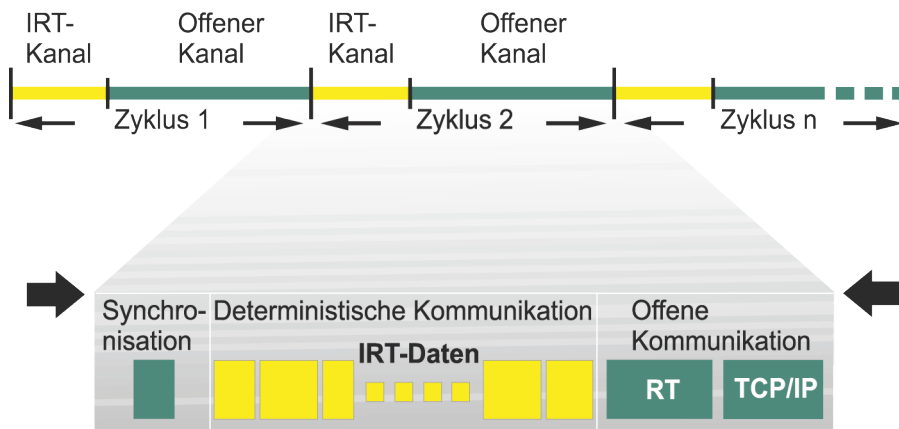 IRT-
Kanal
Offener
Kanal
IRT-
Kanal
Offener
Kanal
Zyklus 1
Zyklus 2
Zyklus n
Synchro-
nisation
Deterministische Kommunikation
IRT-Daten
Offene
Kommunikation
RT
TCP/IP